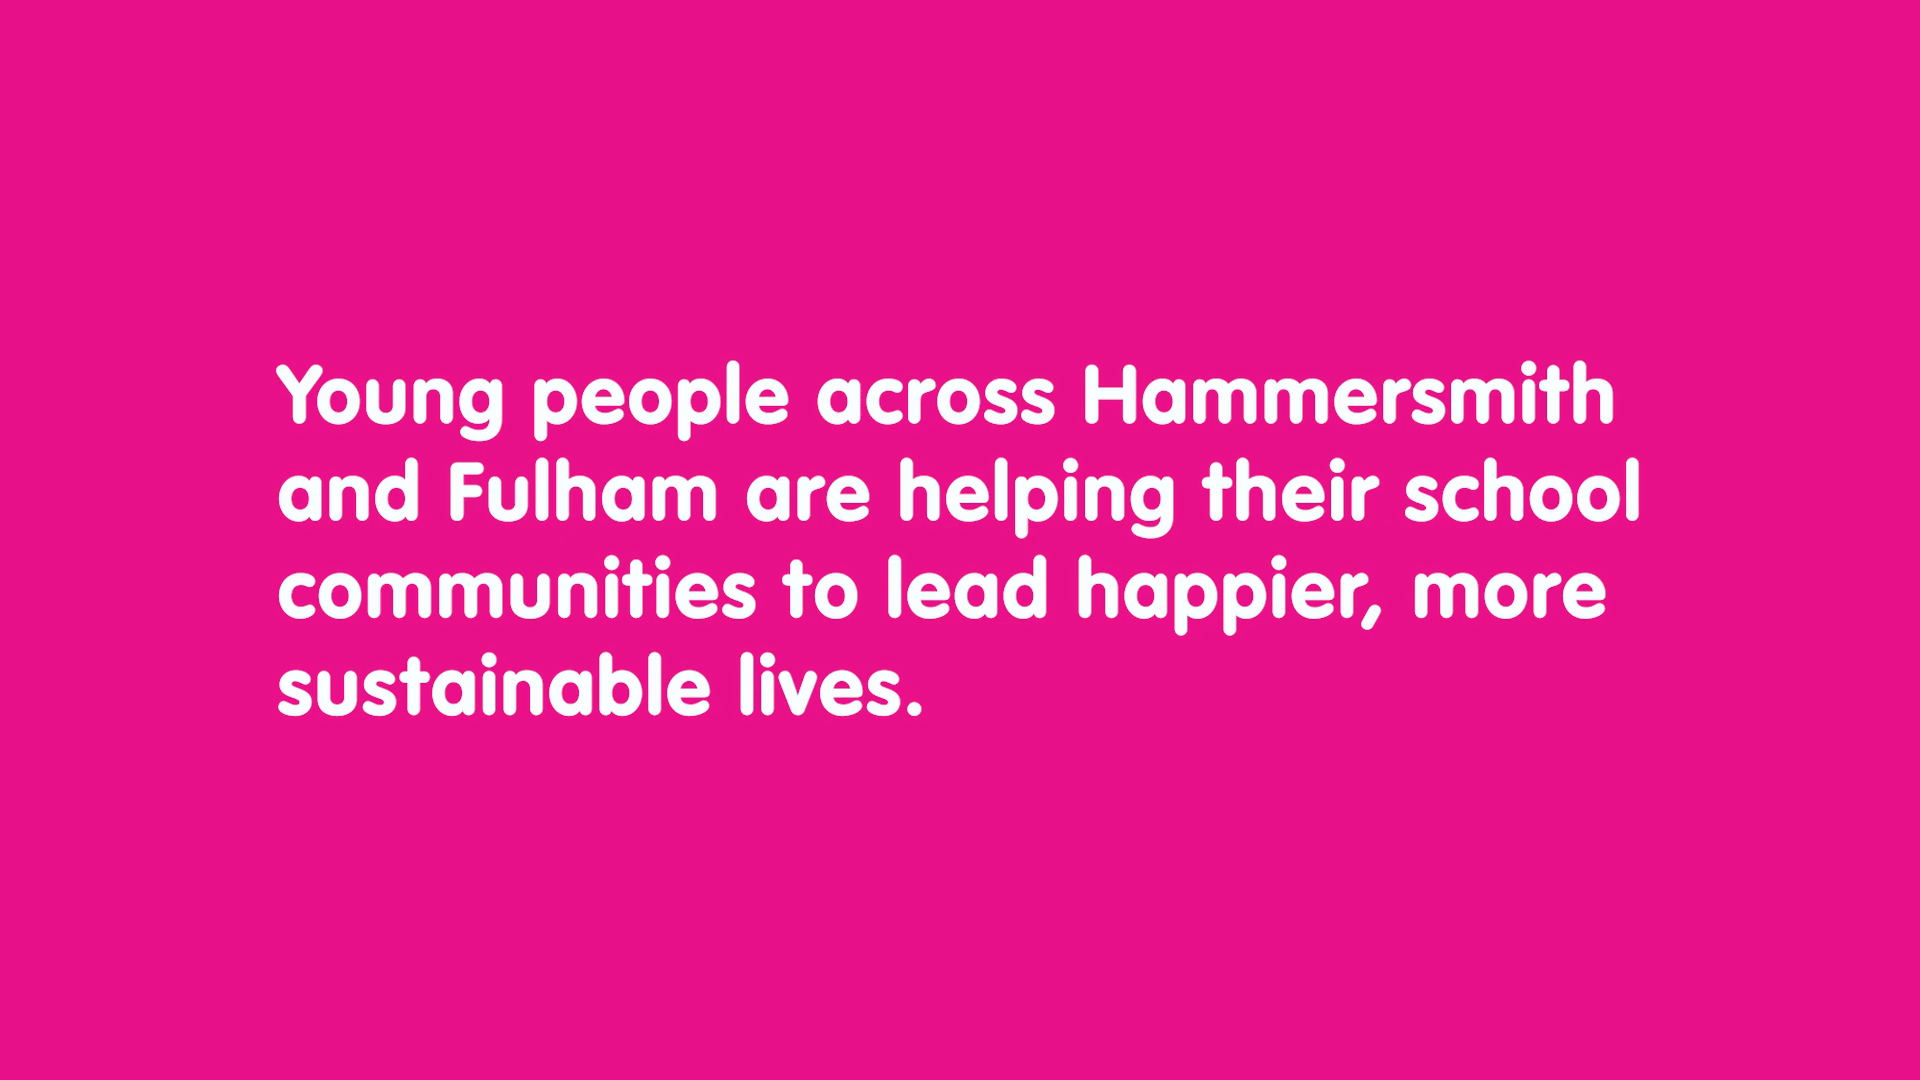 Young people across Hammersmith
and Fulham are helping their school
communities to lead happier, more
sustainable lives.